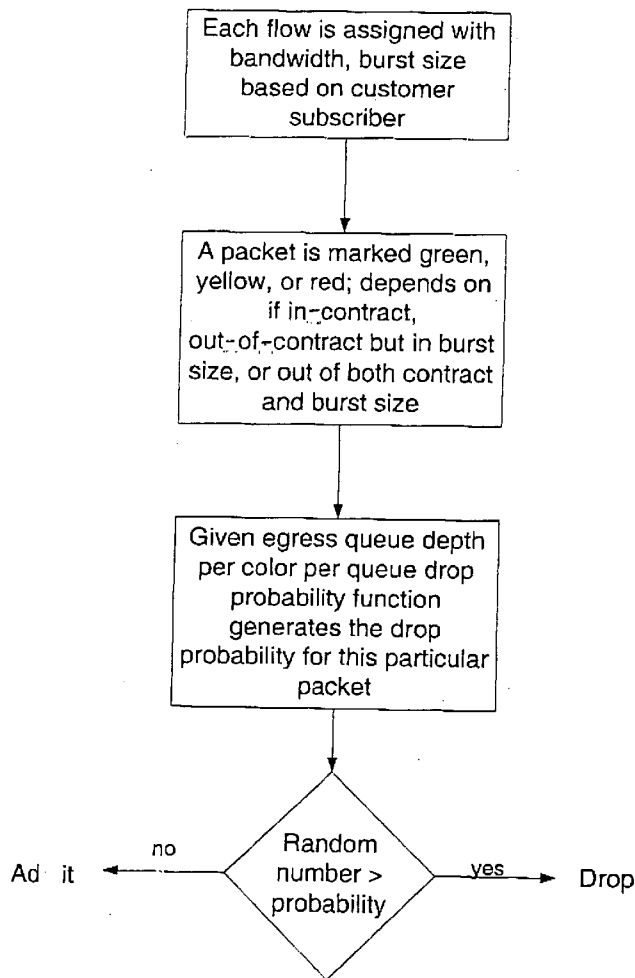 Each flow is assigned with
bandwidth, burst size
based on customer
subscriber
A packet is marked green,
yellow, or red; depends on
if in-contract,
out-of-contract but in burst
size, or out of both contract
and burst size
Given egress queue depth
per color per queue drop
probability function
generates the drop
probability for this particular
packet
Random
number >
probability
no
yes
Ad it
Drop